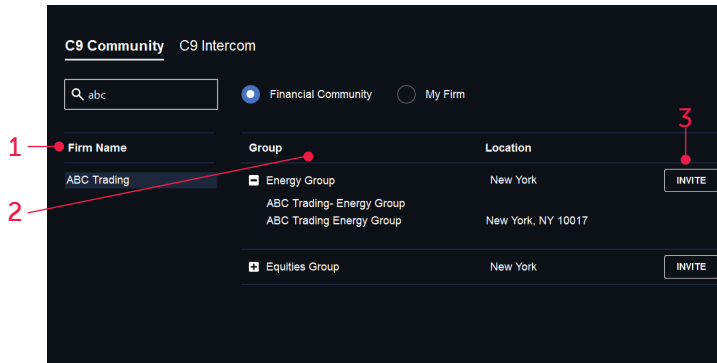 C9 Community C9 Intercom
abc
Financial Community
My Firm
3
1
Firm Name
Group
Location
ABC Trading
Energy Group
New York
INVITE
2
ABC Trading- Energy Group
ABC Trading Energy Group
New York, NY 10017
Equities Group
New York
INVITE